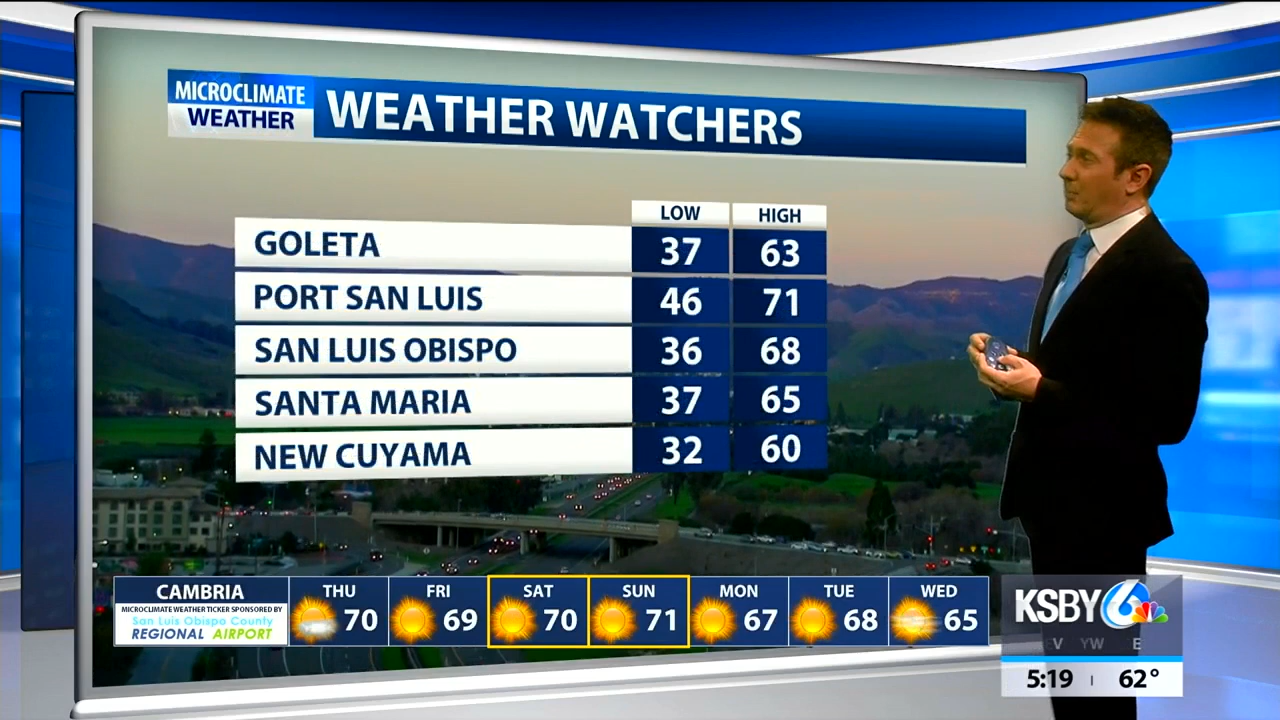 MICROCLIMATE
WEATHER
WEATHER WATCHERS
LOW HIGH
GOLETA 37 63
PORT SAN LUIS 46 71
SAN LUIS OBISPO 36 68
SANTA MARIA 37 65
NEW CUYAMA 32 60
CAMBRIA
MICROCLIMATE WEATHER TICKER SPONSORED BY
San Luis Obispo County
REGIONAL AIRPORT
THU FRI SAT SUN MON TUE WED
70 69 70 71 67 68 65
KSBY 6
5:19 62°